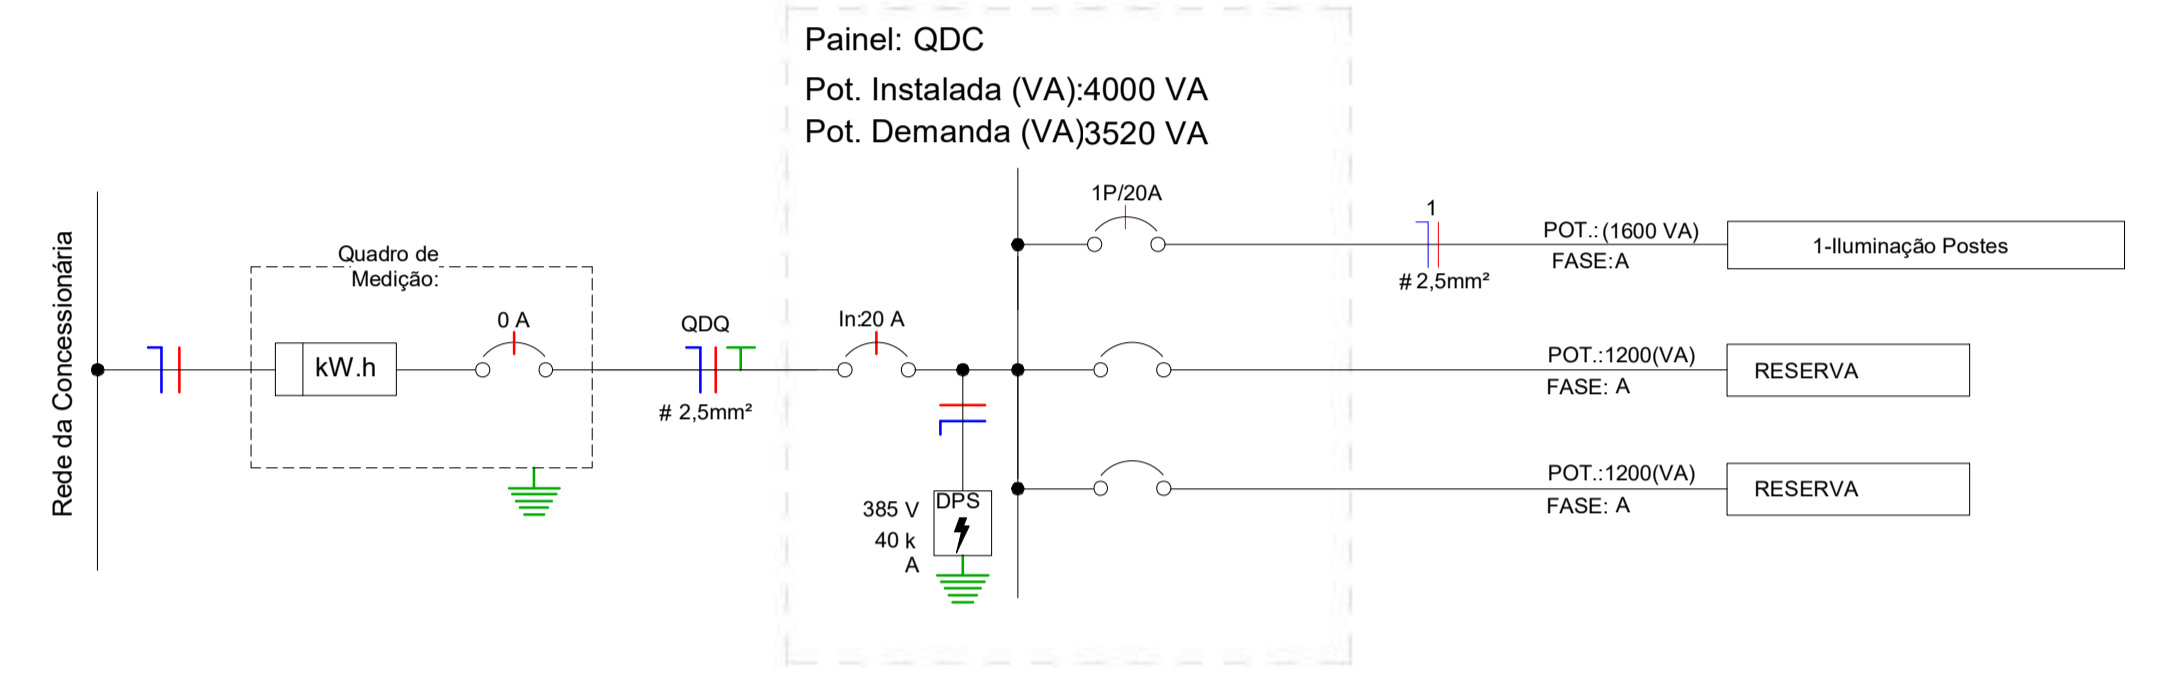 Painel: QDC
Pot. Instalada (VA):4000 VA
Pot. Demanda (VA)3520 VA
Rede da Concessionária
Quadro de
Medição:
kW.h
0 A
QDQ
# 2,5mm²
In:20 A
DPS
385 V
40 k
A
1P/20A
1
# 2,5mm²
POT.: (1600 VA)
FASE:A
1-Iluminação Postes
POT.:1200(VA)
FASE: A
RESERVA
POT.:1200(VA)
FASE: A
RESERVA